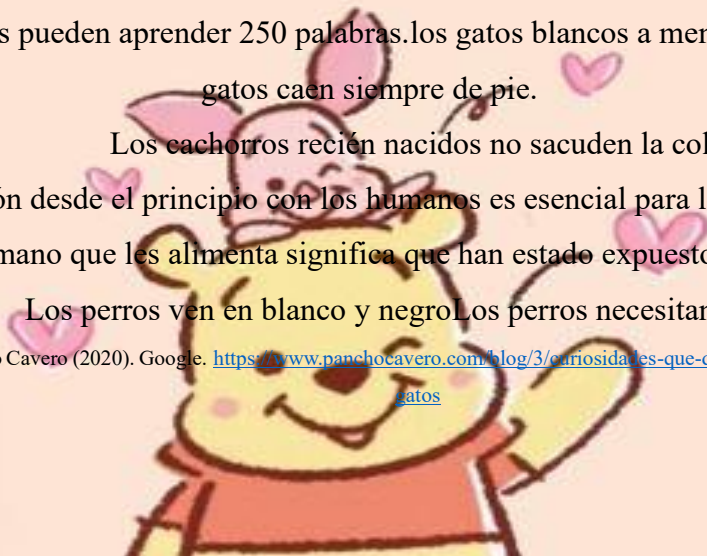 s pueden aprender 250 palabras.los gatos blancos a men
gatos caen siempre de pie.
Los cachorros recién nacidos no sacuden la col
ón desde el principio con los humanos es esencial para l
mano que les alimenta significa que han estado expuesto
Los perros ven en blanco y negroLos perros necesitan
o Cavero (2020). Google. https://www.panchocavero.com/blog/3/curiosidades-que-d
gatos